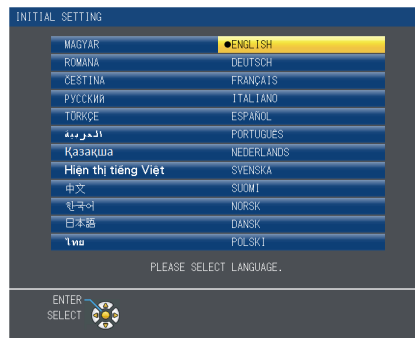 INITIAL SETTING
MAGYAR ●ENGLISH
ROMÂNA DEUTSCH
ČEŠTINA FRANÇAIS
РУССКИЙ ITALIANO
TÜRKÇE ESPAÑOL
العربية PORTUGUÊS
Қазақша NEDERLANDS
Hiện thị tiếng Việt SVENSKA
中文 SUOMI
한국어 NORSK
日本語 DANSK
ไทย POLSKI
PLEASE SELECT LANGUAGE.
ENTER
SELECT